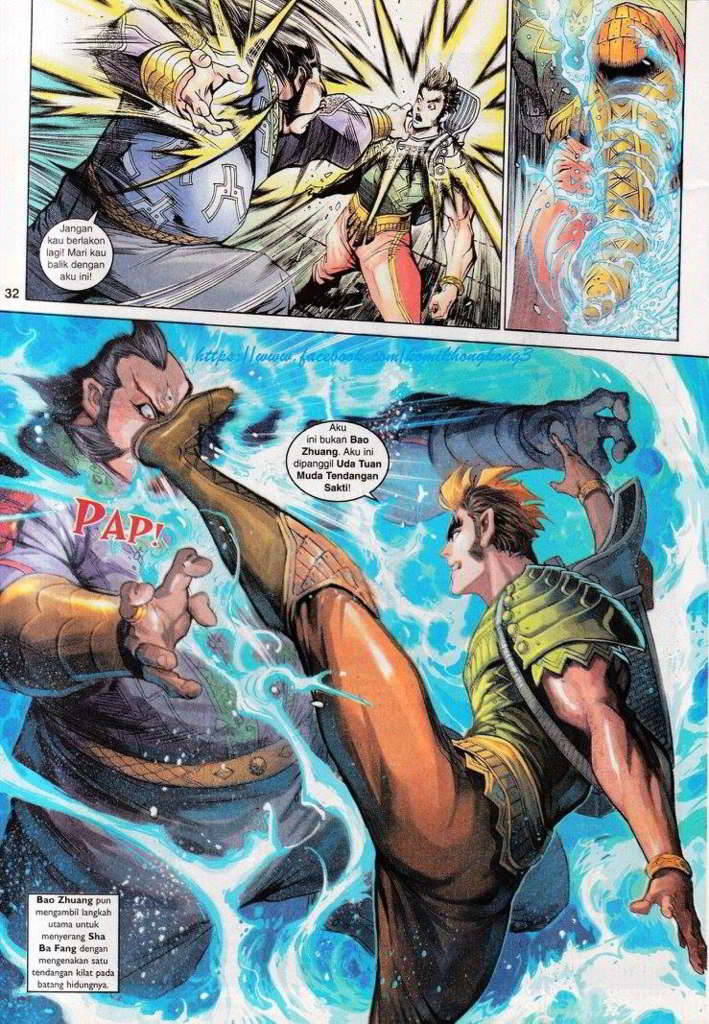 Jangan
kau berlakon
lagi! Mari kau
balik dengan
aku ini!
32
https://www.facebook.com/komikhongkong3
Aku
ini bukan Bao
Zhuang. Aku ini
dipanggil Uda Tuan
Muda Tendangan
Sakti!
PAP!
Bao Zhuang pun
mengambil langkah
utama untuk
menyerang Sha
Ba Fang dengan
mengenakan satu
tendangan kilat pada
batang hidungnya.